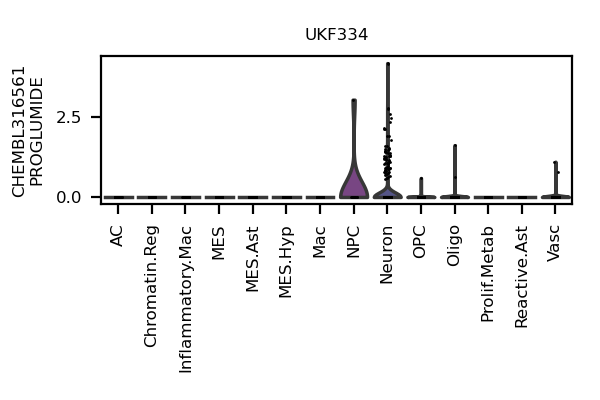 UKF334
CHEMBL316561
PROGLUMIDE
2.5
0.0
AC
Chromatin.Reg
Inflammatory.Mac
MES
MES.Ast
MES.Hyp
Mac
NPC
Neuron
OPC
Oligo
Prolif.Metab
Reactive.Ast
Vasc